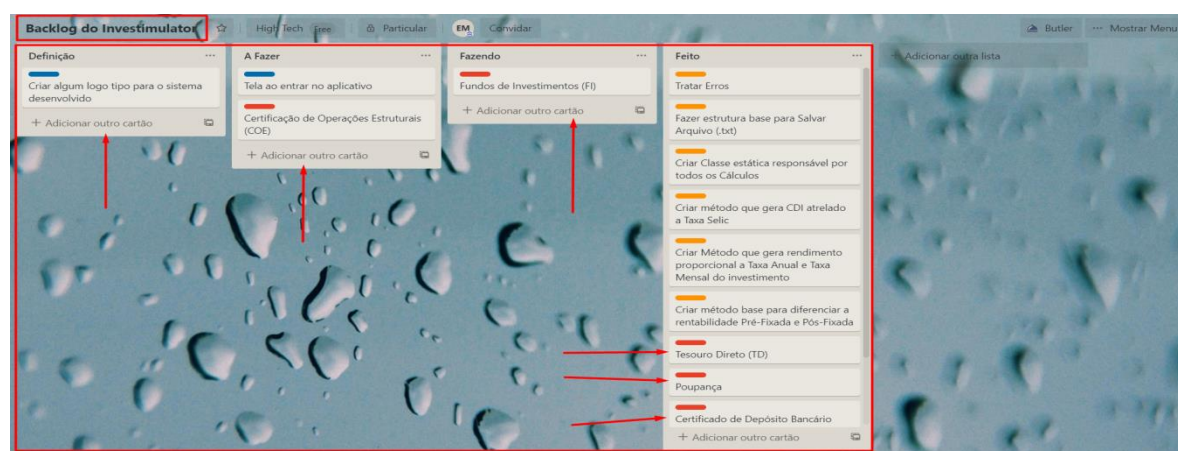 Backlog do Investimulator
High Tech Free
Particular
EM
Convidar
Butler
Mostrar Menu
Definição
Criar algum logo tipo para o sistema
desenvolvido
+ Adicionar outro cartão
A Fazer
Tela ao entrar no aplicativo
Certificação de Operações Estruturais
(COE)
+ Adicionar outro cartão
Fazendo
Fundos de Investimentos (FI)
+ Adicionar outro cartão
Feito
Tratar Erros
Fazer estrutura base para Salvar
Arquivo (.txt)
Criar Classe estática responsável por
todos os Cálculos
Criar método que gera CDI atrelado
a Taxa Selic
Criar Método que gera rendimento
proporcional a Taxa Anual e Taxa
Mensal do investimento
Criar método base para diferenciar a
rentabilidade Pré-Fixada e Pós-Fixada
Tesouro Direto (TD)
Poupança
Certificado de Depósito Bancário
+ Adicionar outro cartão
+ Adicionar outra lista